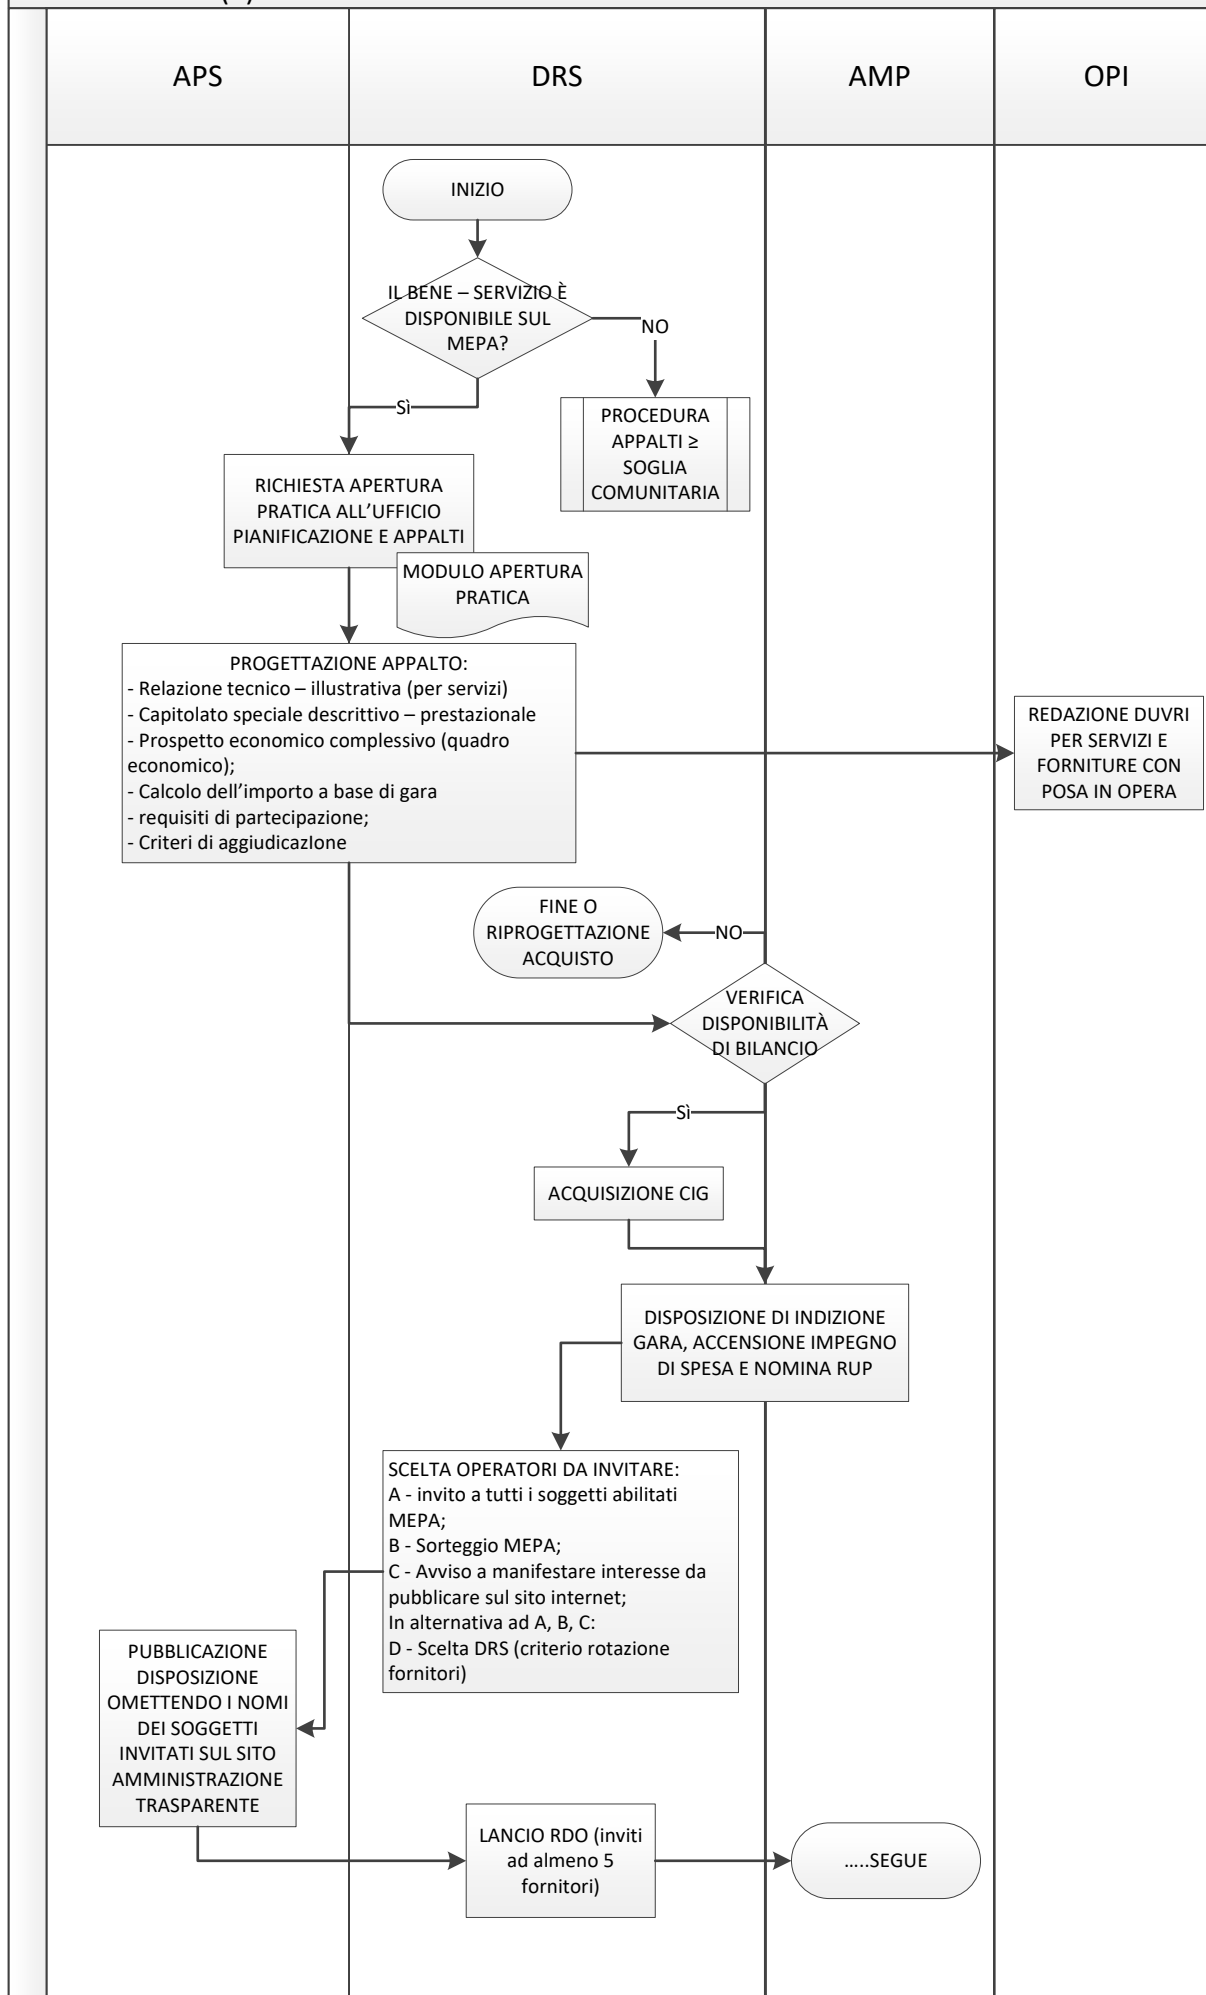 APS
DRS
AMP
OPI
INIZIO
IL BENE – SERVIZIO È
DISPONIBILE SUL
MEPA?
NO
Sì
PROCEDURA
APPALTI ≥
SOGLIA
COMUNITARIA
RICHIESTA APERTURA
PRATICA ALL’UFFICIO
PIANIFICAZIONE E APPALTI
MODULO APERTURA
PRATICA
PROGETTAZIONE APPALTO:
- Relazione tecnico – illustrativa (per servizi)
- Capitolato speciale descrittivo – prestazionale
- Prospetto economico complessivo (quadro
economico);
- Calcolo dell’importo a base di gara
- requisiti di partecipazione;
- Criteri di aggiudicazIone
REDAZIONE DUVRI
PER SERVIZI E
FORNITURE CON
POSA IN OPERA
FINE O
RIPROGETTAZIONE
ACQUISTO
NO
VERIFICA
DISPONIBILITÀ
DI BILANCIO
Sì
ACQUISIZIONE CIG
DISPOSIZIONE DI INDIZIONE
GARA, ACCENSIONE IMPEGNO
DI SPESA E NOMINA RUP
SCELTA OPERATORI DA INVITARE:
A - invito a tutti i soggetti abilitati
MEPA;
B - Sorteggio MEPA;
C - Avviso a manifestare interesse da
pubblicare sul sito internet;
In alternativa ad A, B, C:
D - Scelta DRS (criterio rotazione
fornitori)
PUBBLICAZIONE
DISPOSIZIONE
OMETTENDO I NOMI
DEI SOGGETTI
INVITATI SUL SITO
AMMINISTRAZIONE
TRASPARENTE
LANCIO RDO (inviti
ad almeno 5
fornitori)
…..SEGUE